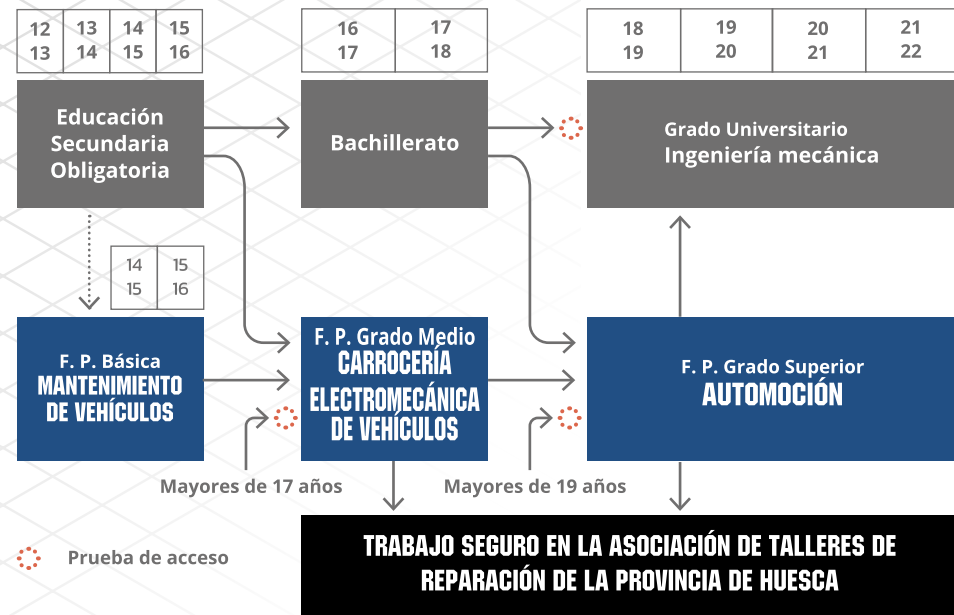 12 13 14 15
13 14 15 16
16 17
17 18
18 19 20 21
19 20 21 22
Educación
Secundaria
Obligatoria
Bachillerato
Grado Universitario
Ingeniería mecánica
14 15
15 16
F. P. Básica
MANTENIMIENTO
DE VEHÍCULOS
F. P. Grado Medio
CARROCERÍA
ELECTROMECÁNICA
DE VEHÍCULOS
F. P. Grado Superior
AUTOMOCIÓN
Mayores de 17 años
Mayores de 19 años
Prueba de acceso
TRABAJO SEGURO EN LA ASOCIACIÓN DE TALLERES DE
REPARACIÓN DE LA PROVINCIA DE HUESCA